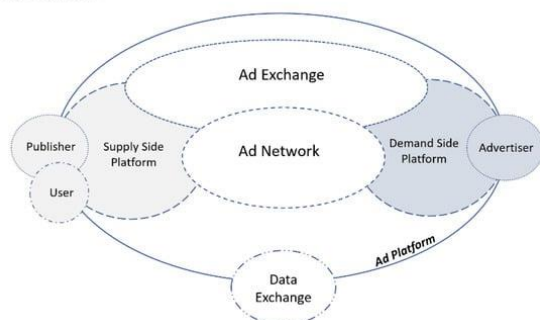 Ad Exchange
Publisher
Supply Side
Platform
Ad Network
Demand Side
Platform
Advertiser
User
Ad Platform
Data
Exchange